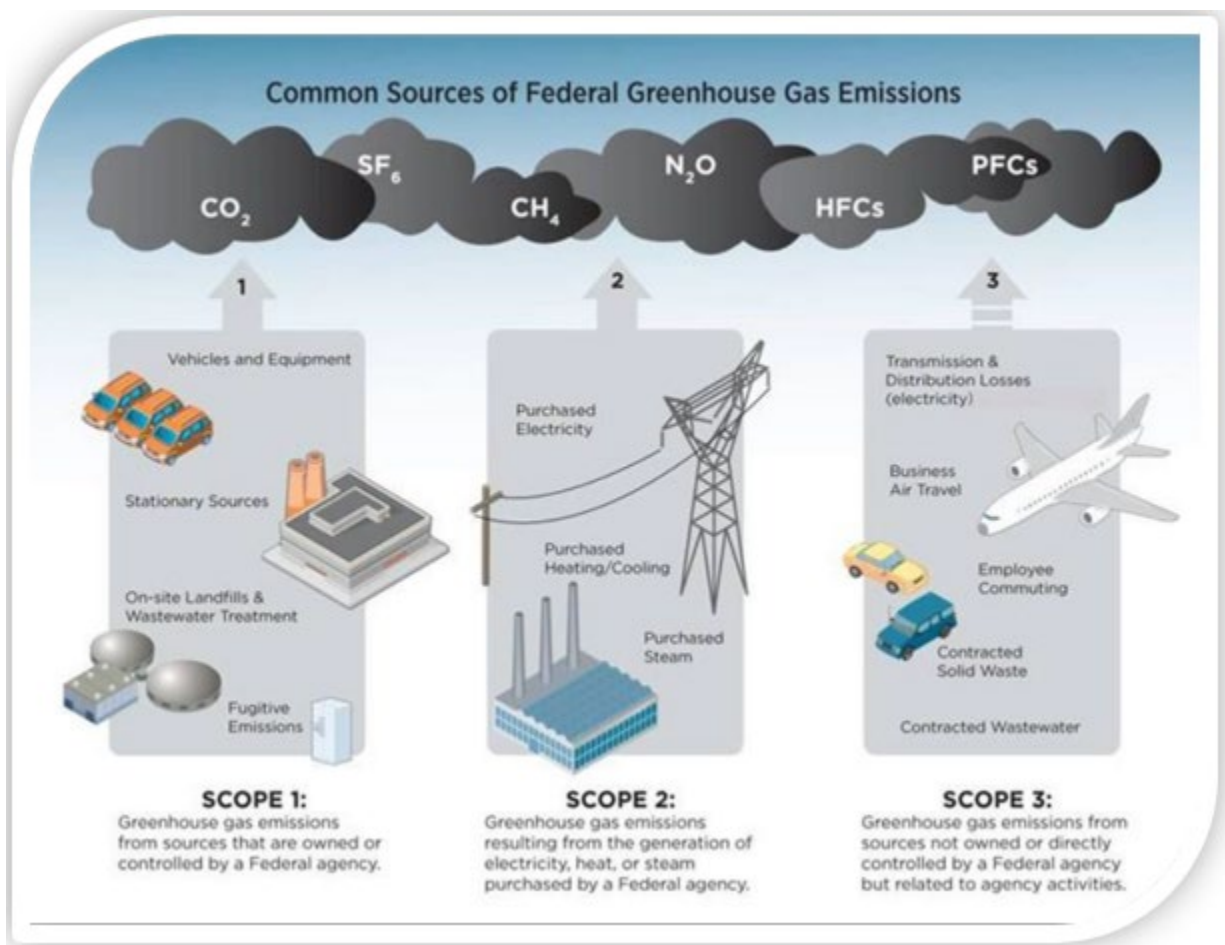 Common Sources of Federal Greenhouse Gas Emissions
SF₆
N₂O
PFCs
CO₂
CH₄
HFCs
1
2
3
Vehicles and Equipment
Stationary Sources
On-site Landfills &
Wastewater Treatment
Fugitive
Emissions
Purchased
Electricity
Purchased
Heating/Cooling
Purchased
Steam
Transmission &
Distribution Losses
(electricity)
Business
Air Travel
Employee
Commuting
Contracted
Solid Waste
Contracted Wastewater
SCOPE 1:
Greenhouse gas emissions
from sources that are owned or
controlled by a Federal agency.
SCOPE 2:
Greenhouse gas emissions
resulting from the generation of
electricity, heat, or steam
purchased by a Federal agency.
SCOPE 3:
Greenhouse gas emissions from
sources not owned or directly
controlled by a Federal agency
but related to agency activities.